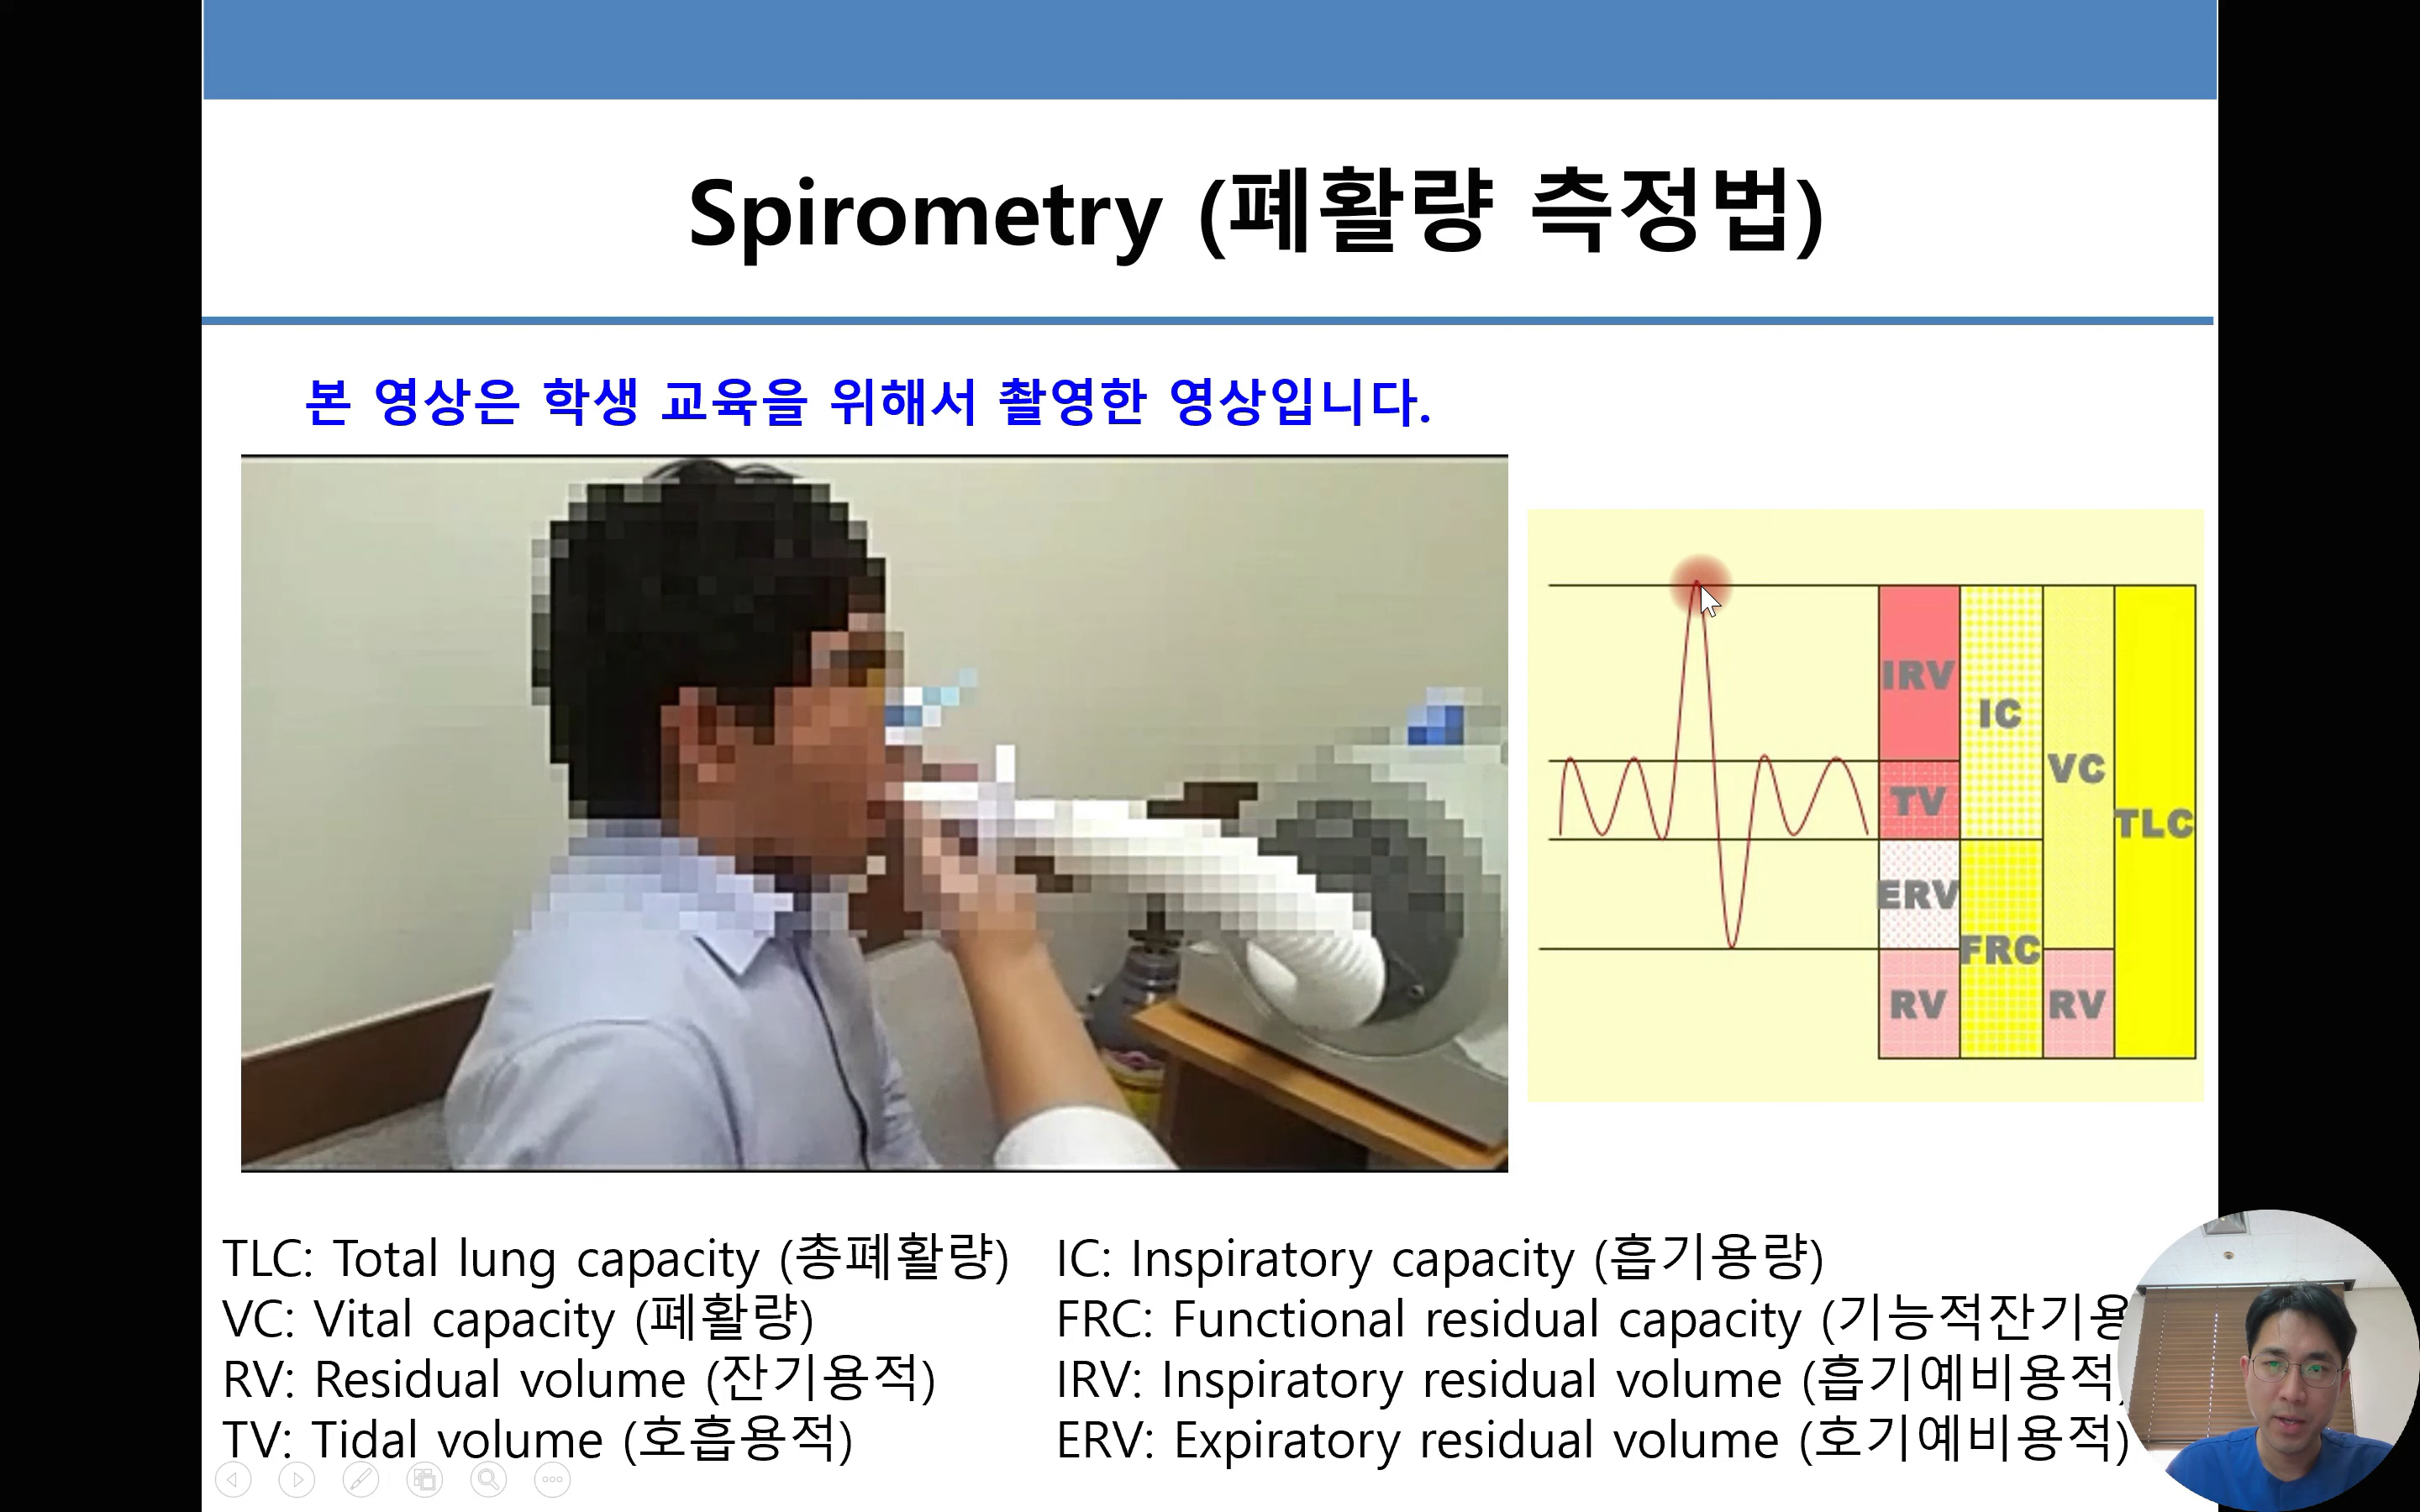 Spirometry (폐활량 측정법)
본 영상은 학생 교육을 위해서 촬영한 영상입니다.
IRV
IC
VC
TLC
TV
ERV
FRC
RV
RV
TLC: Total lung capacity (총폐활량)
VC: Vital capacity (폐활량)
RV: Residual volume (잔기용적)
TV: Tidal volume (호흡용적)
IC: Inspiratory capacity (흡기용량)
FRC: Functional residual capacity (기능적잔기용
IRV: Inspiratory residual volume (흡기예비용적)
ERV: Expiratory residual volume (호기예비용적)